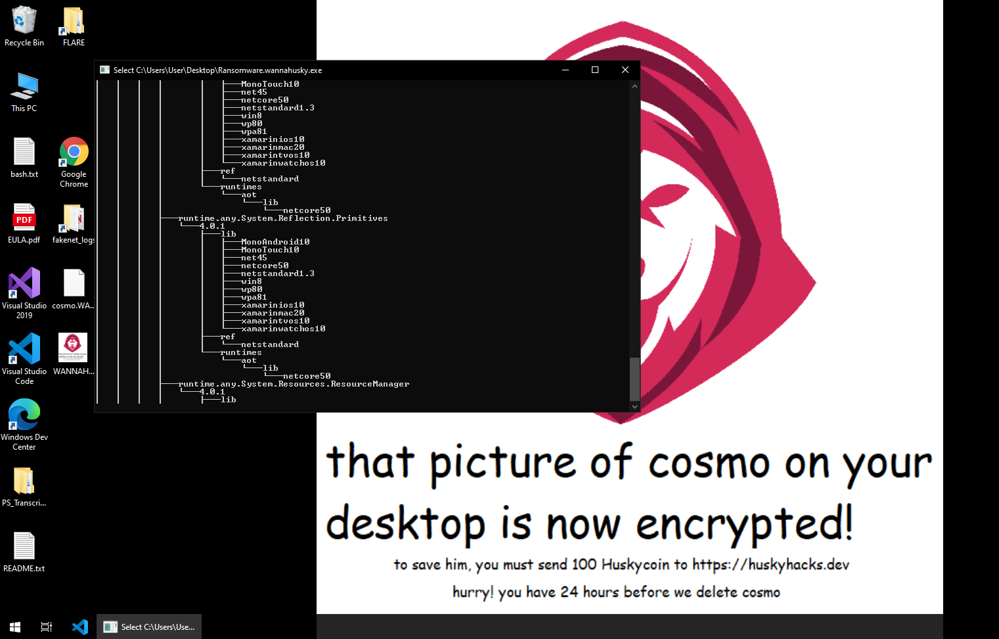 Recycle Bin
FLARE
This PC
bash.txt
Google
Chrome
PDF
EULA.pdf
fakenet_logs
Visual Studio
2019
cosmo.WA...
Visual Studio
Code
WANNAH...
Windows Dev
Center
PS_Transcri...
README.txt
Select C:\Users\User\Desktop\Ransomware.wannahusky.exe
MonoTouch10
net45
netcore50
netstandard1.3
win8
wp80
wpa81
xamarinios10
xamarinmac20
xamarintvos10
xamarinwatchos10
ref
netstandard
runtimes
aot
lib
netcore50
runtime.any.System.Reflection.Primitives
4.0.1
lib
MonoAndroid10
MonoTouch10
net45
netcore50
netstandard1.3
win8
wp80
wpa81
xamarinios10
xamarinmac20
xamarintvos10
xamarinwatchos10
ref
netstandard
runtimes
aot
lib
netcore50
runtime.any.System.Resources.ResourceManager
4.0.1
lib
that picture of cosmo on your
desktop is now encrypted!
to save him, you must send 100 Huskycoin to https://huskyhacks.dev
hurry! you have 24 hours before we delete cosmo
Select C:\Users\Use...